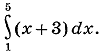 ∫₁⁵ (x + 3) dx.